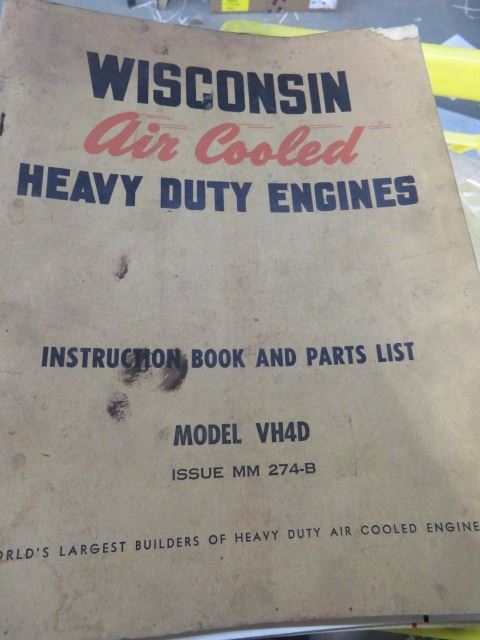 WISCONSIN
Air Cooled
HEAVY DUTY ENGINES
INSTRUCTION BOOK AND PARTS LIST
MODEL VH4D
ISSUE MM 274-B
ORLD'S LARGEST BUILDERS OF HEAVY DUTY AIR COOLED ENGINE